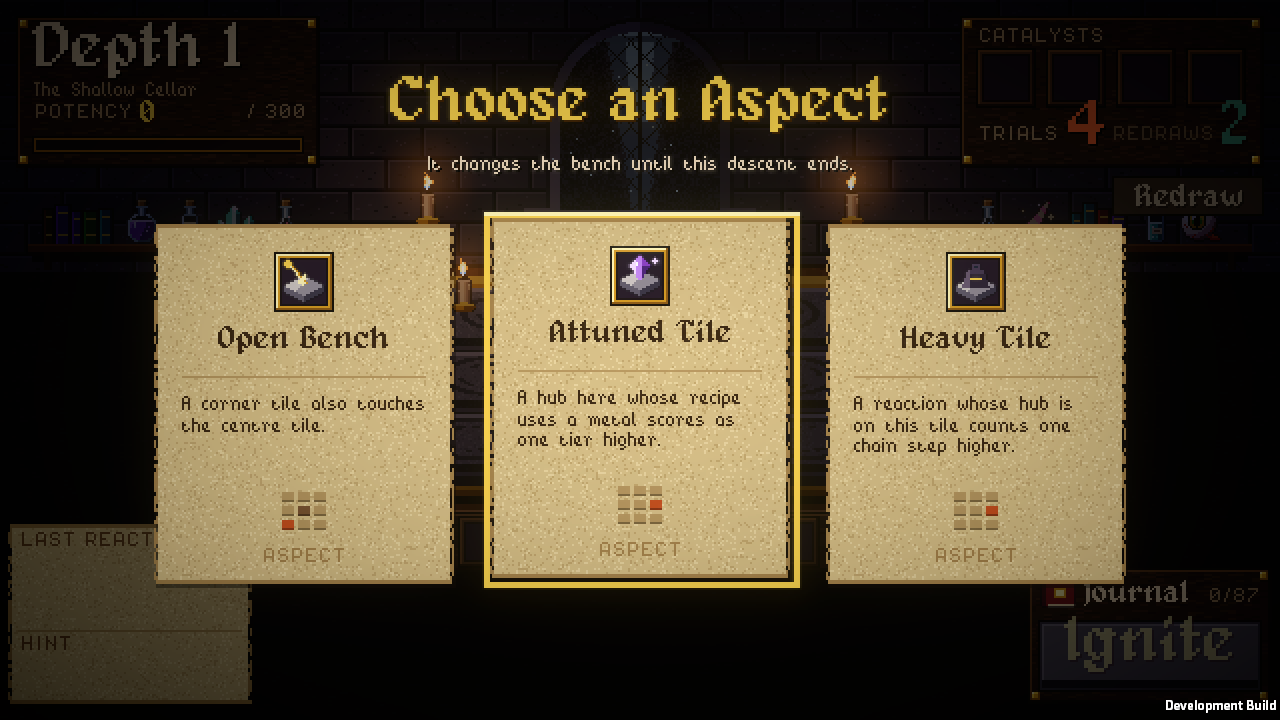 Depth 1
The Shallow Cellar
POTENCY 0 / 300
Choose an Aspect
It changes the bench until this descent ends.
CATALYSTS
TRIALS 4 REDRAWS 2
Redraw
Open Bench
A corner tile also touches
the centre tile.
ASPECT
Attuned Tile
A hub here whose recipe
uses a metal scores as
one tier higher.
ASPECT
Heavy Tile
A reaction whose hub is
on this tile counts one
chain step higher.
ASPECT
LAST REACT
HINT
Journal 0/87
Ignite
Development Build